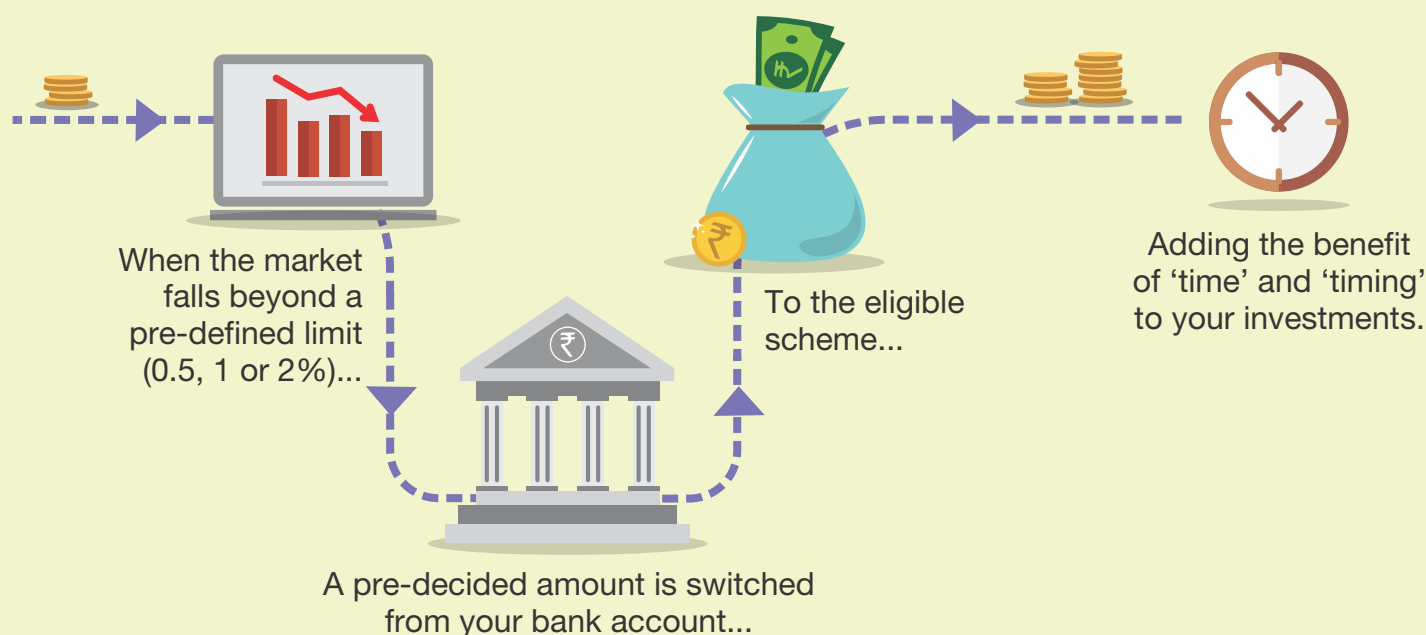 When the market
falls beyond a
pre-defined limit
(0.5, 1 or 2%)...
₹
A pre-decided amount is switched
from your bank account...
₹
To the eligible
scheme...
Adding the benefit
of ‘time’ and ‘timing’
to your investments.